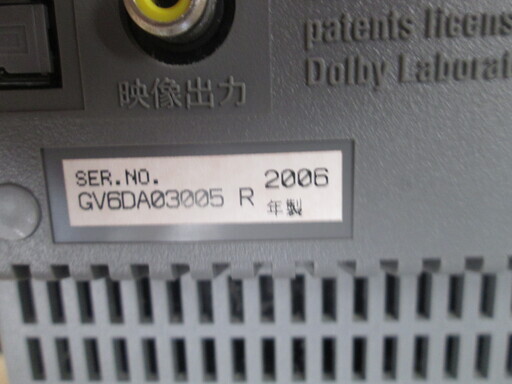 patents licens
Dolby Laborat
映像出力
SER.NO. 2006
GV6DA03005 R 年製